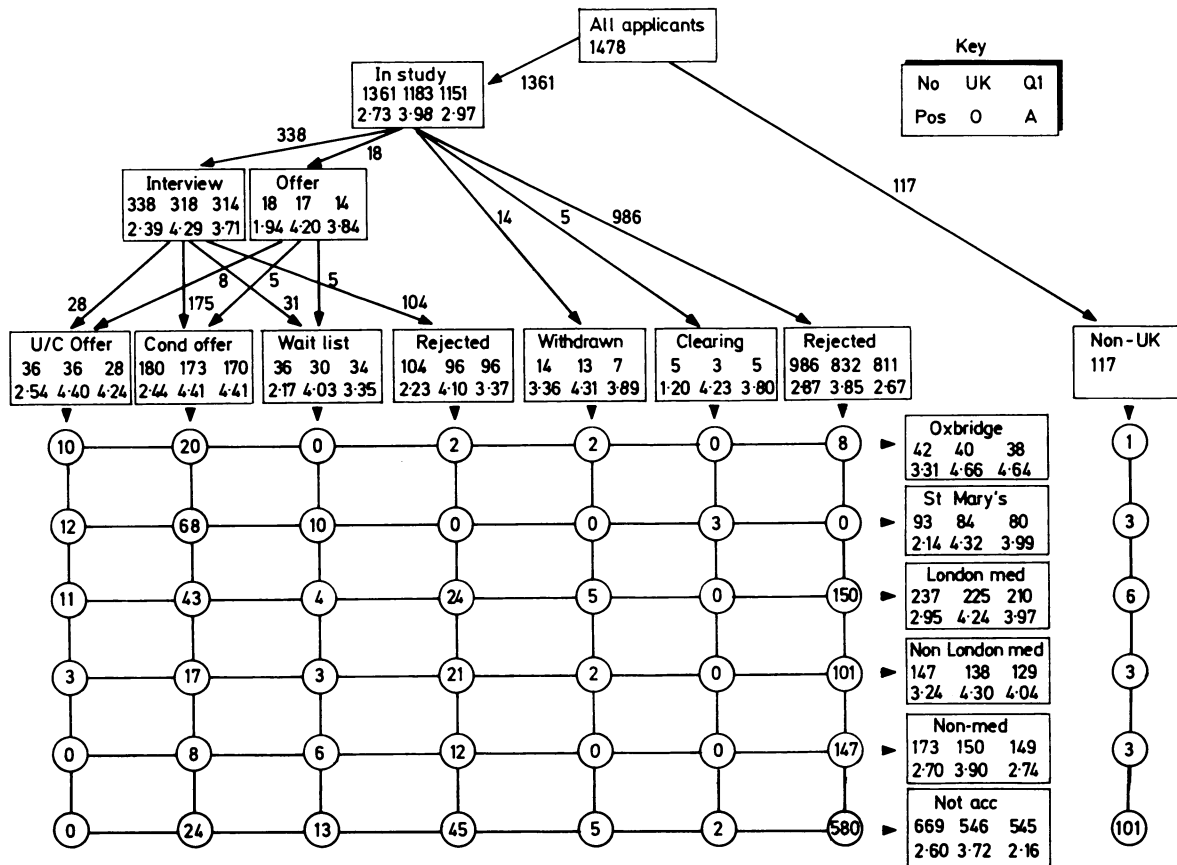 All applicants
1478
Key
No UK Q1
Pos O A
In study
1361 1183 1151
2·73 3·98 2·97
1361
338
18
117
Interview
338 318 314
2·39 4·29 3·71
Offer
18 17 14
1·94 4·20 3·84
14
5
986
28
175
8
5
31
5
104
U/C Offer
36 36 28
2·54 4·40 4·24
Cond offer
180 173 170
2·44 4·41 4·41
Wait list
36 30 34
2·17 4·03 3·35
Rejected
104 96 96
2·23 4·10 3·37
Withdrawn
14 13 7
3·36 4·31 3·89
Clearing
5 3 5
1·20 4·23 3·80
Rejected
986 832 811
2·87 3·85 2·67
Non-UK
117
10 20 0 2 2 0 8
Oxbridge
42 40 38
3·31 4·66 4·64
1
12 68 10 0 0 3 0
St Mary's
93 84 80
2·14 4·32 3·99
3
11 43 4 24 5 0 150
London med
237 225 210
2·95 4·24 3·97
6
3 17 3 21 2 0 101
Non London med
147 138 129
3·24 4·30 4·04
3
0 8 6 12 0 0 147
Non-med
173 150 149
2·70 3·90 2·74
3
0 24 13 45 5 2 580
Not acc
669 546 545
2·60 3·72 2·16
101